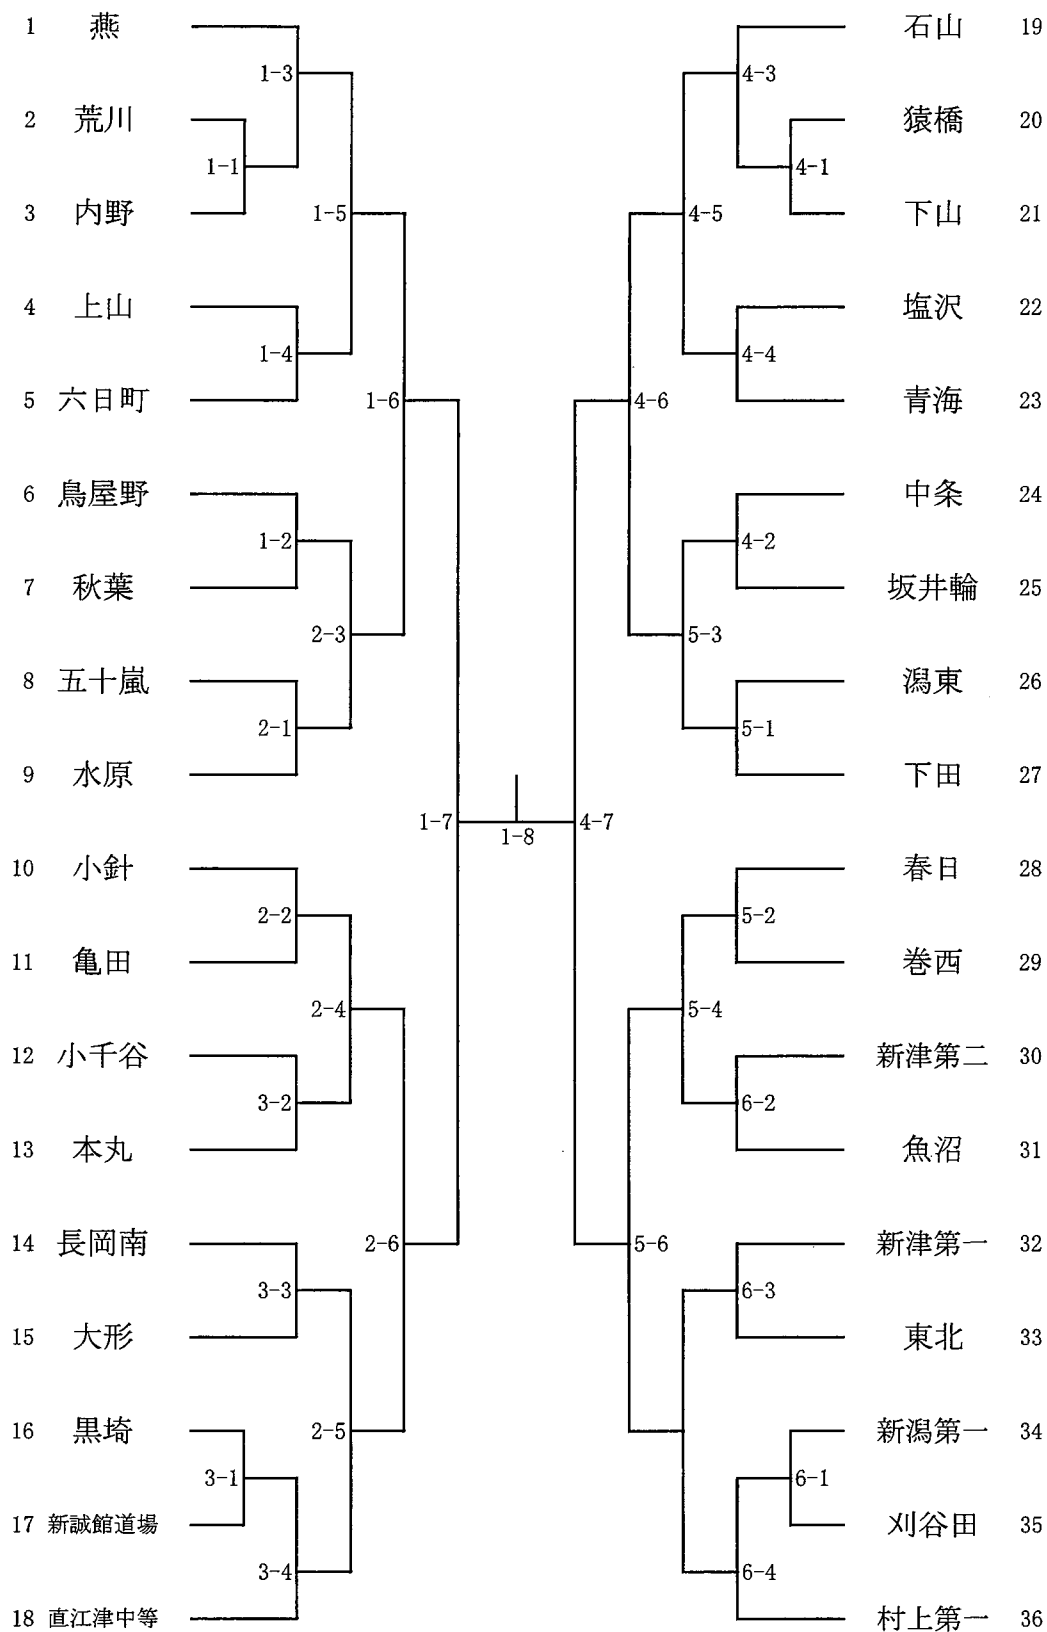 1 燕
1-3
2 荒川
1-1
3 内野
1-5
4 上山
1-4
5 六日町
1-6
6 鳥屋野
1-2
7 秋葉
2-3
8 五十嵐
2-1
9 水原
1-7
10 小針
2-2
11 亀田
2-4
12 小千谷
3-2
13 本丸
14 長岡南
2-6
3-3
15 大形
16 黒埼
2-5
3-1
17 新誠館道場
3-4
18 直江津中等
1-8
石山 19
4-3
猿橋 20
4-1
下山 21
4-5
塩沢 22
4-4
青海 23
4-6
中条 24
4-2
坂井輪 25
5-3
潟東 26
5-1
下田 27
4-7
春日 28
5-2
巻西 29
5-4
新津第二 30
6-2
魚沼 31
新津第一 32
5-6
6-3
東北 33
新潟第一 34
6-1
刈谷田 35
6-4
村上第一 36